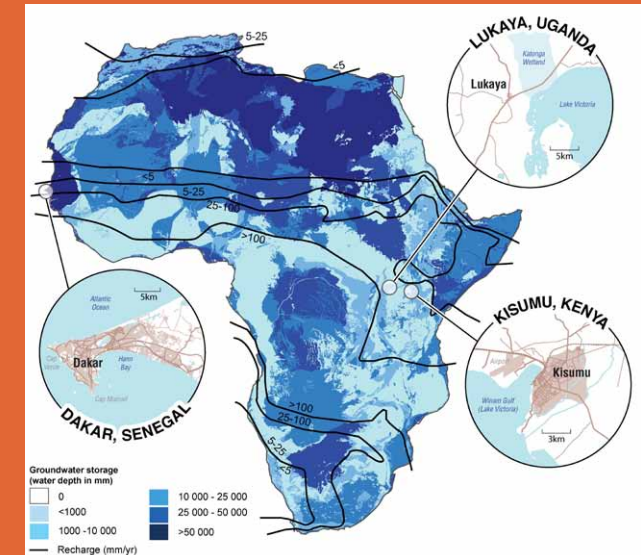 5-25
<5
<5
5-25
25-100
>100
>100
25-100
5-25
<5
LUKAYA, UGANDA
Katonga
Wetland
Lukaya
Lake Victoria
5km
KISUMU, KENYA
Airport
Kisumu
Winam Gulf
(Lake Victoria)
3km
5km
Atlantic
Ocean
Cap
Dakar
Hann
Bay
Cap Manuel
DAKAR, SENEGAL
Groundwater storage
(water depth in mm)
0
<1000
1000 -10 000
10 000 - 25 000
25 000 - 50 000
>50 000
Recharge (mm/yr)